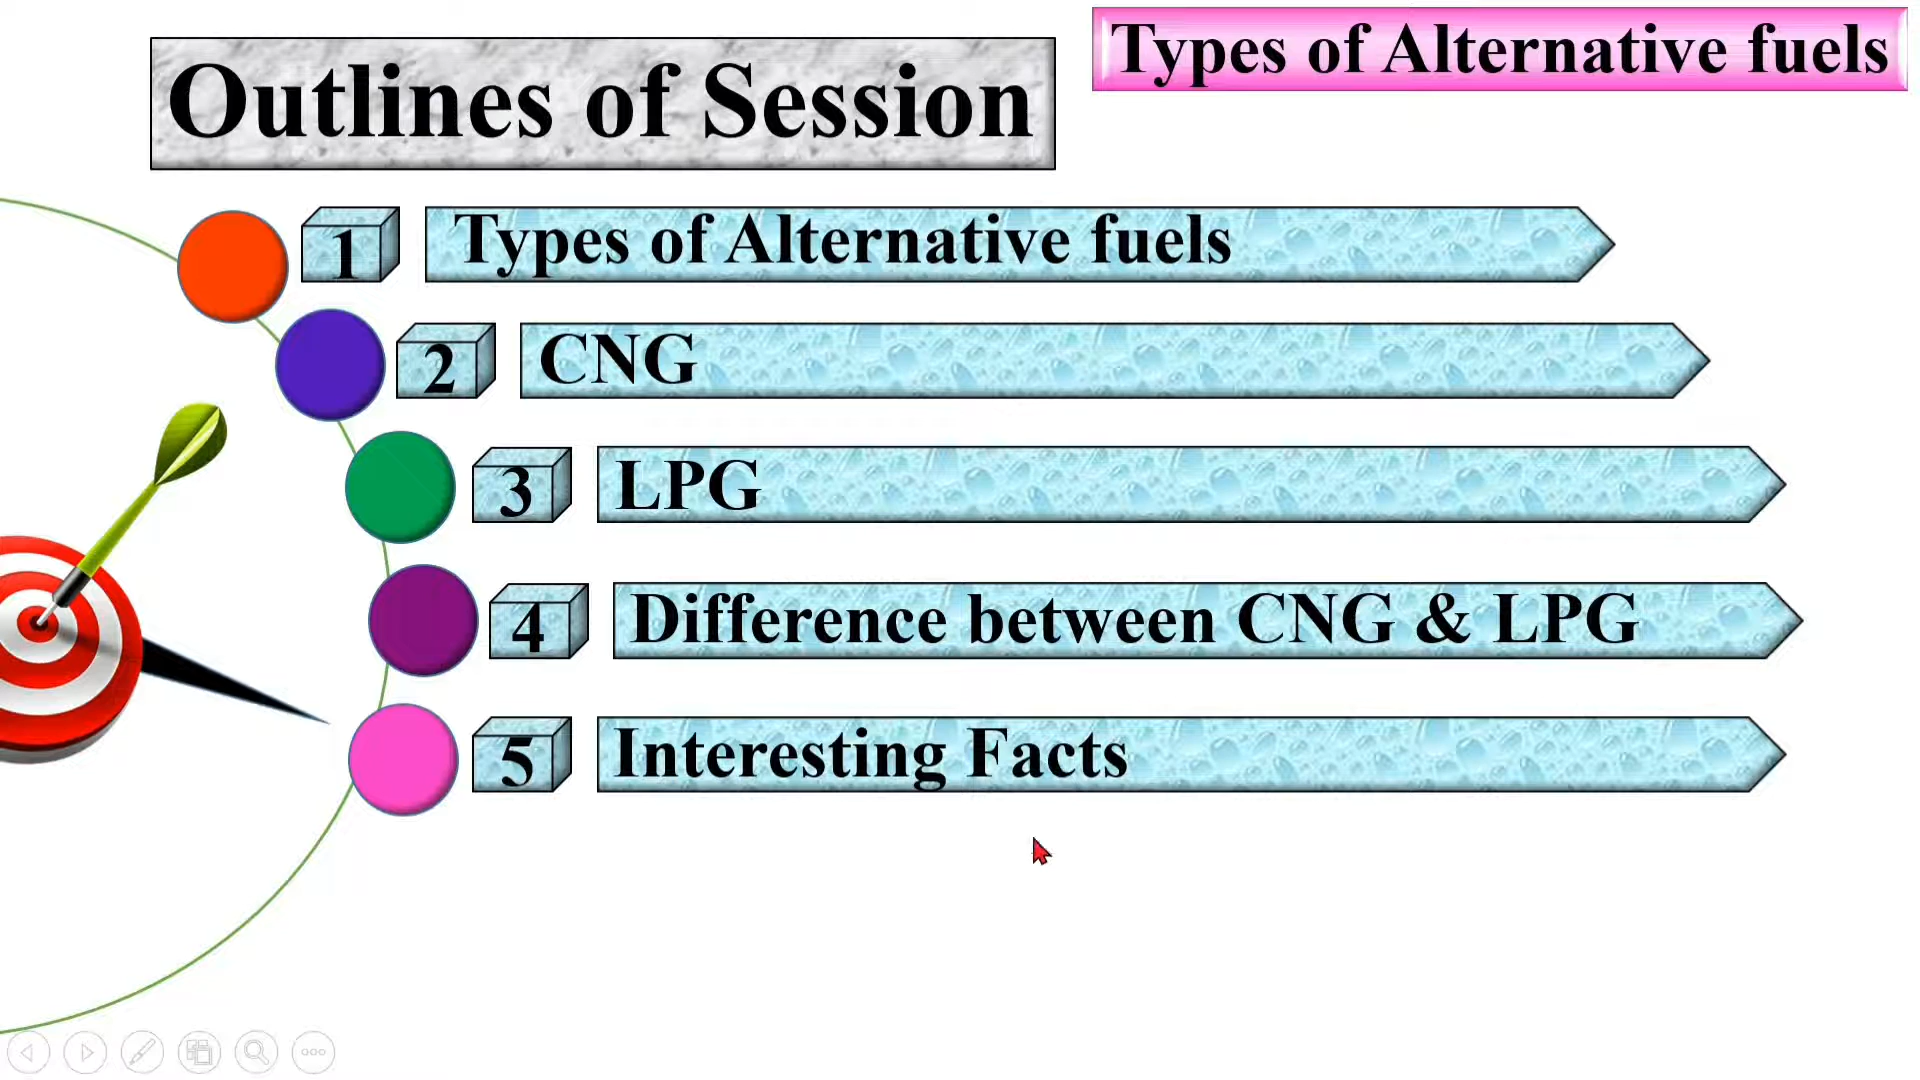 Types of Alternative fuels
Outlines of Session
1 Types of Alternative fuels
2 CNG
3 LPG
4 Difference between CNG & LPG
5 Interesting Facts